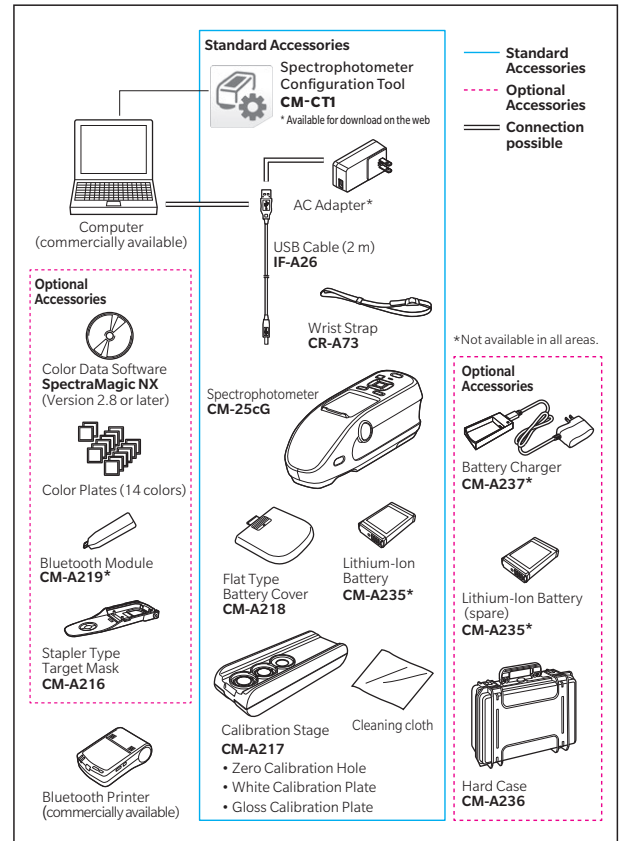 Standard Accessories
Spectrophotometer
Configuration Tool
CM-CT1
* Available for download on the web
Standard
Accessories
Optional
Accessories
Connection
possible
Computer
(commercially available)
AC Adapter*
USB Cable (2 m)
IF-A26
Wrist Strap
CR-A73
Optional
Accessories
Color Data Software
SpectraMagic NX
(Version 2.8 or later)
Color Plates (14 colors)
Bluetooth Module
CM-A219*
Stapler Type
Target Mask
CM-A216
Bluetooth Printer
(commercially available)
Spectrophotometer
CM-25cG
Flat Type
Battery Cover
CM-A218
Lithium-Ion
Battery
CM-A235*
Calibration Stage
CM-A217
• Zero Calibration Hole
• White Calibration Plate
• Gloss Calibration Plate
Cleaning cloth
*Not available in all areas.
Optional
Accessories
Battery Charger
CM-A237*
Lithium-Ion Battery
(spare)
CM-A235*
Hard Case
CM-A236